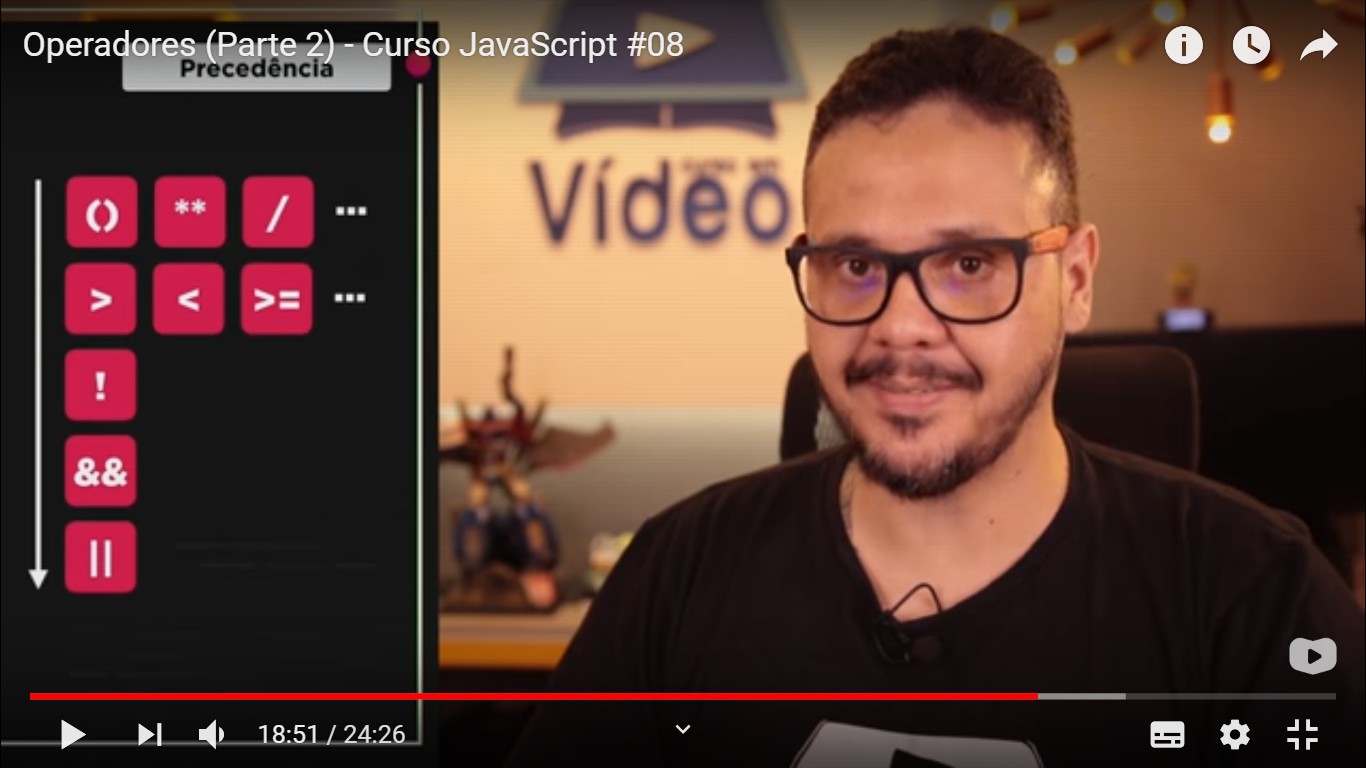 Operadores (Parte 2) - Curso JavaScript #08
Precedência
() ** / ...
> < >= ...
!
&&
||
Vídeo
18:51 / 24:26